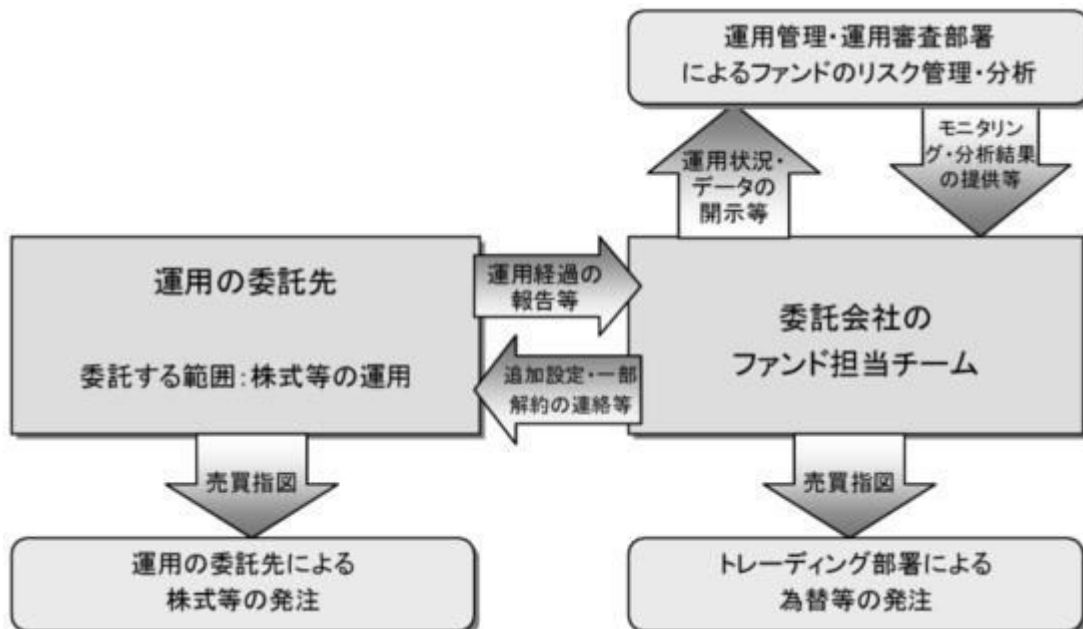 運用管理・運用審査部署
によるファンドのリスク管理・分析
運用状況・
データの
開示等
モニタリン
グ・分析結果
の提供等
運用の委託先
委託する範囲:株式等の運用
運用経過の
報告等
追加設定・一部
解約の連絡等
委託会社の
ファンド担当チーム
売買指図
売買指図
運用の委託先による
株式等の発注
トレーディング部署による
為替等の発注